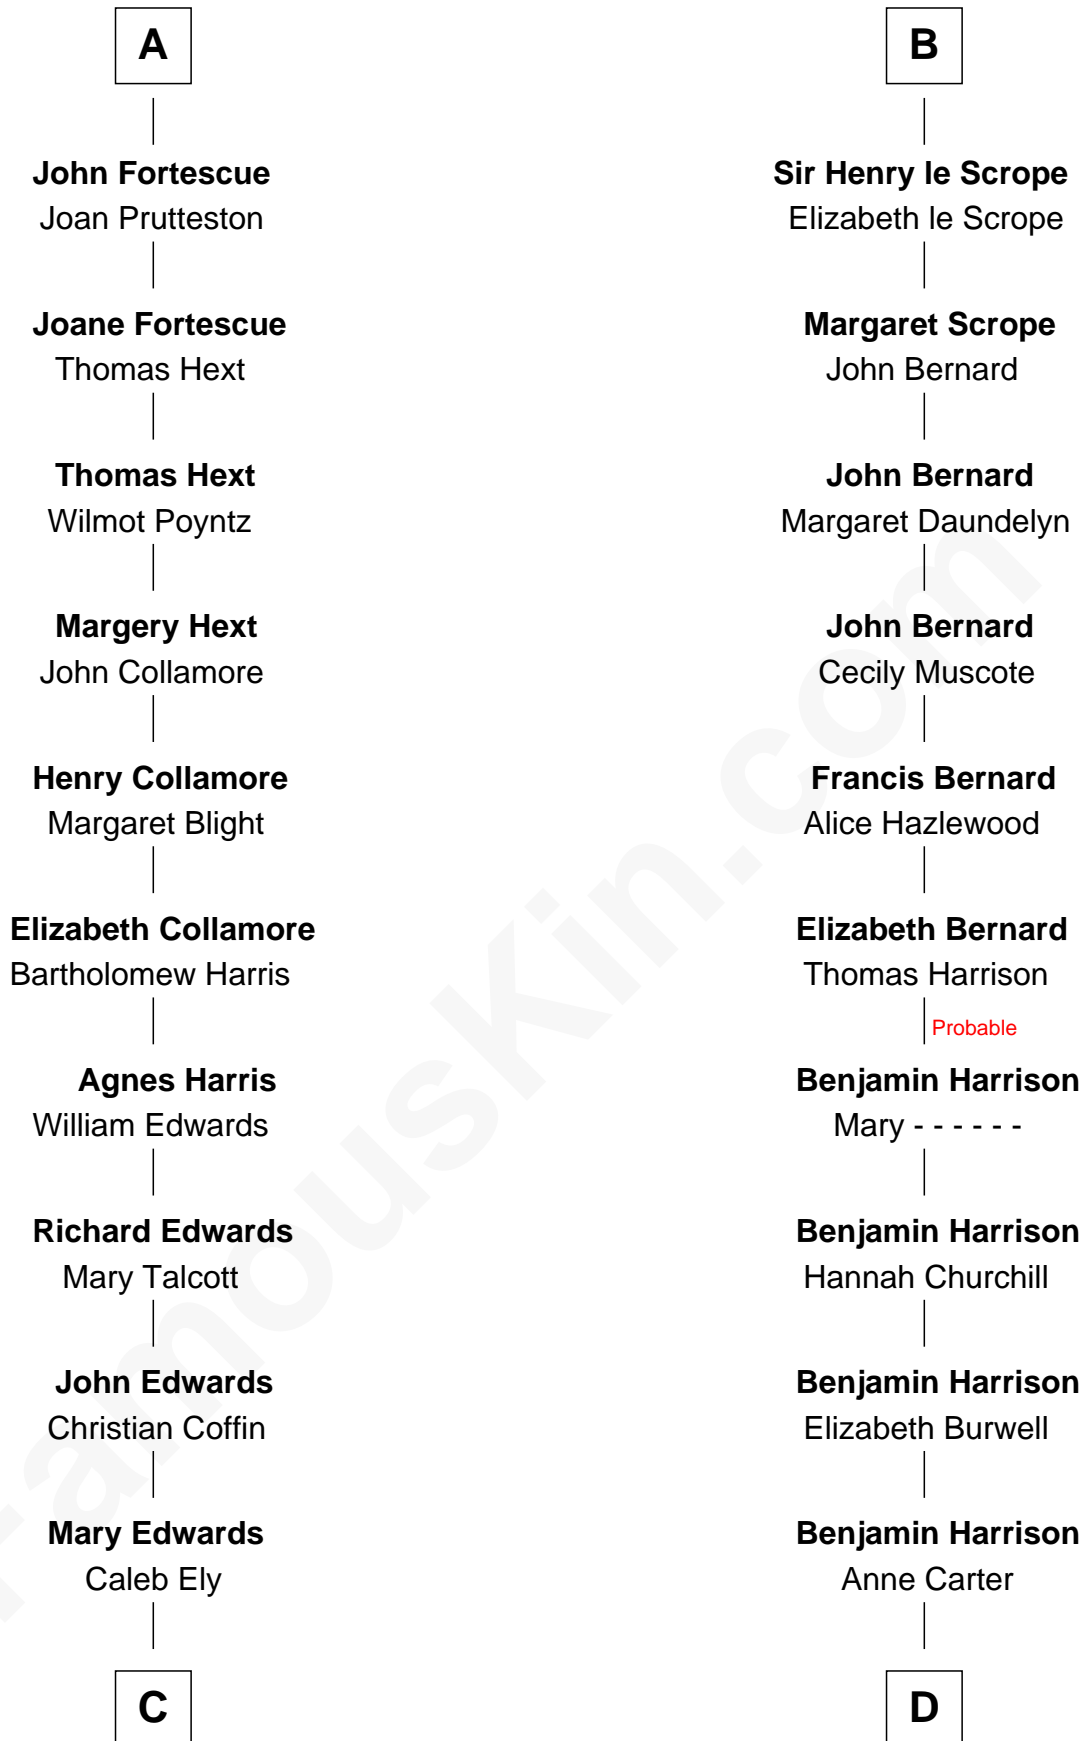 A
John Fortescue
Joan Prutteston
Joane Fortescue
Thomas Hext
Thomas Hext
Wilmot Poyntz
Margery Hext
John Collamore
Henry Collamore
Margaret Blight
Elizabeth Collamore
Bartholomew Harris
Agnes Harris
William Edwards
Richard Edwards
Mary Talcott
John Edwards
Christian Coffin
Mary Edwards
Caleb Ely
C
B
Sir Henry le Scrope
Elizabeth le Scrope
Margaret Scrope
John Bernard
John Bernard
Margaret Daundelyn
John Bernard
Cecily Muscote
Francis Bernard
Alice Hazlewood
Elizabeth Bernard
Thomas Harrison
Probable
Benjamin Harrison
Mary - - - - - -
Benjamin Harrison
Hannah Churchill
Benjamin Harrison
Elizabeth Burwell
Benjamin Harrison
Anne Carter
D
FamousKin.com